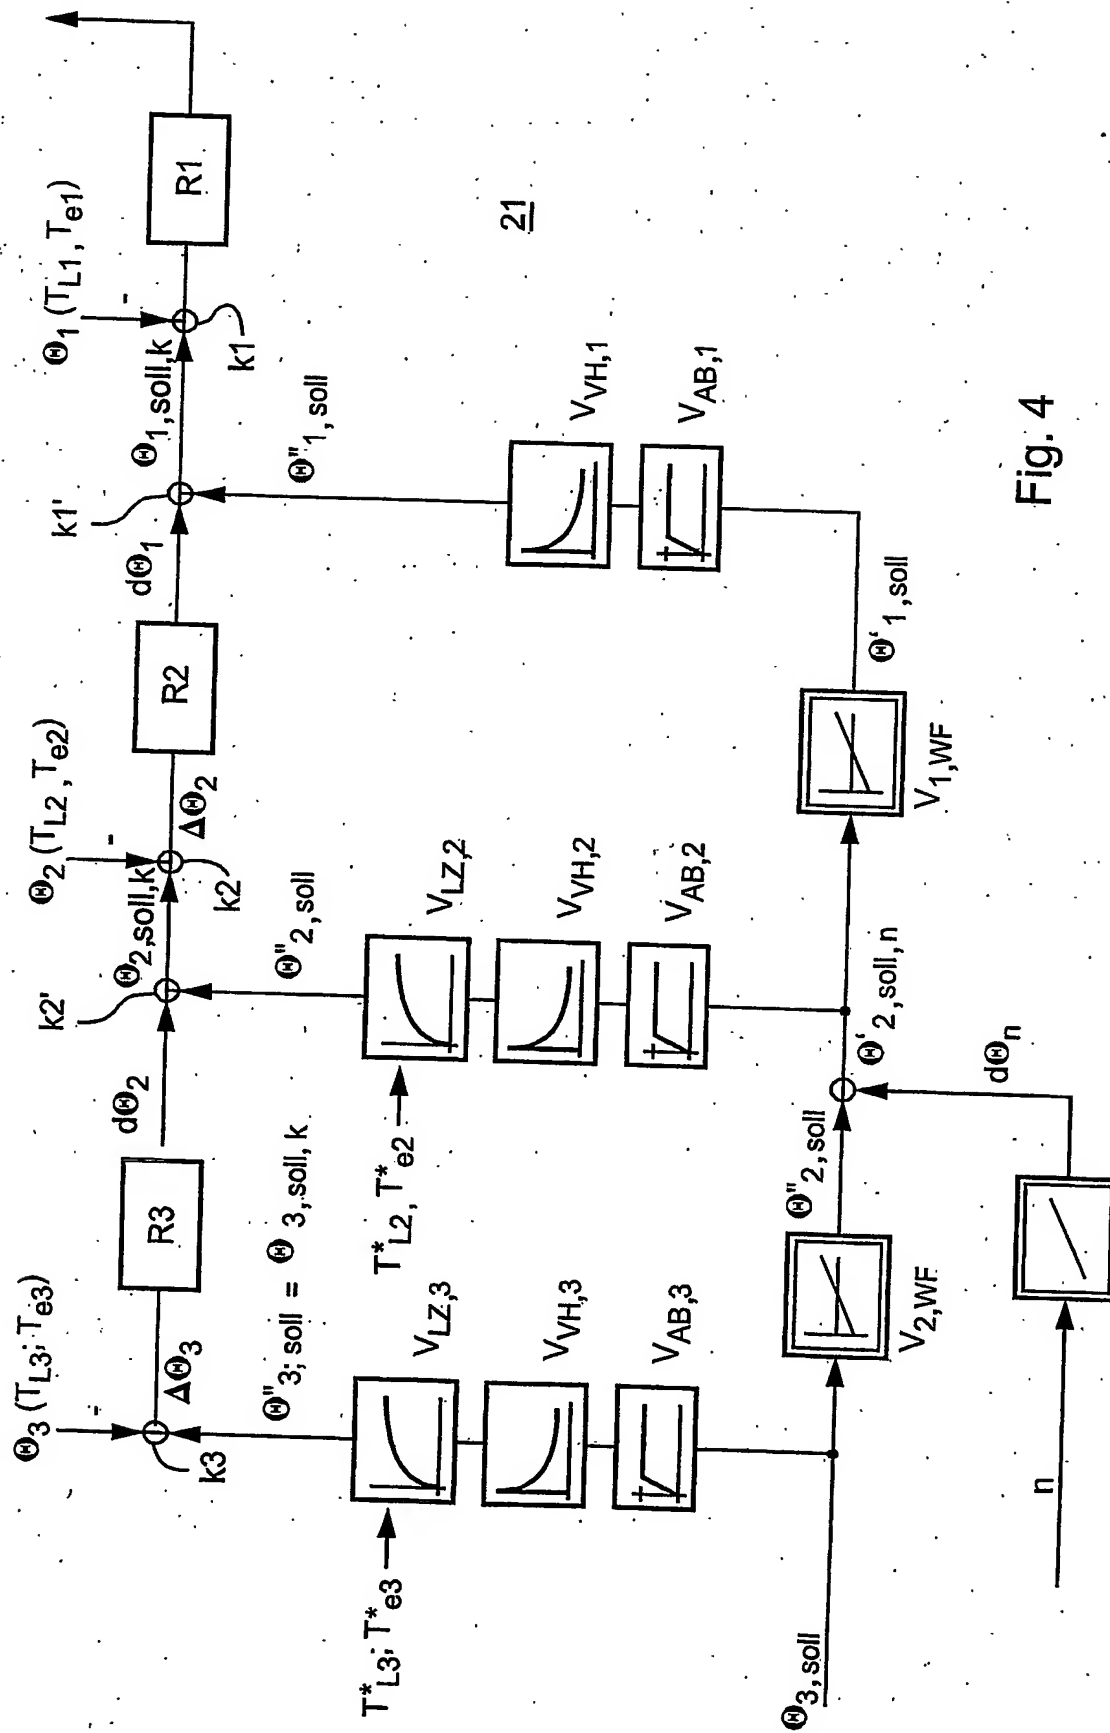 Θ3 (TL3; Te3)
-
k3
ΔΘ3
R3
dΘ2
k2'
Θ2,soll,k
Θ2 (TL2, Te2)
-
k2
ΔΘ2
R2
dΘ1
k1'
Θ1,soll,k
Θ1 (TL1, Te1)
-
k1
R1
Θ"3; soll = Θ3, soll, k
Θ"2, soll
Θ"1, soll
21
T*L3; T*e3
VLZ,3
VVH,3
VAB,3
T*L2, T*e2
VLZ,2
VVH,2
VAB,2
VVH,1
VAB,1
Θ3, soll
V2,WF
Θ"2, soll
Θ'2, soll, n
V1,WF
Θ'1, soll
n
dΘn
Fig. 4